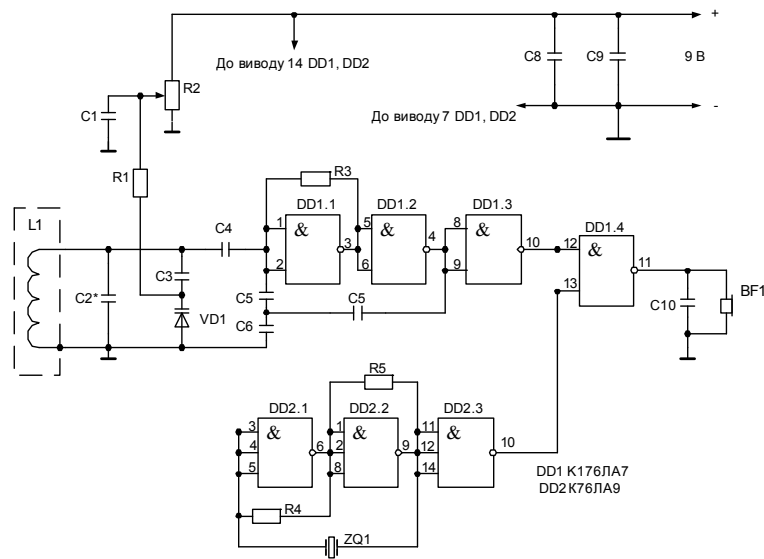 +
До виводу 14 DD1, DD2
C8
C9
9 В
R2
C1
До виводу 7 DD1, DD2
-
R1
R3
L1
C4
DD1.1
DD1.2
DD1.3
DD1.4
1
&
3
5
&
4
8
&
10
12
&
11
2
6
9
13
C3
C2*
VD1
C5
C5
C6
C10
BF1
R5
DD2.1
DD2.2
DD2.3
3
&
6
1
&
9
11
&
10
4
2
12
5
8
14
DD1 К176ЛА7
DD2 К76ЛА9
R4
ZQ1